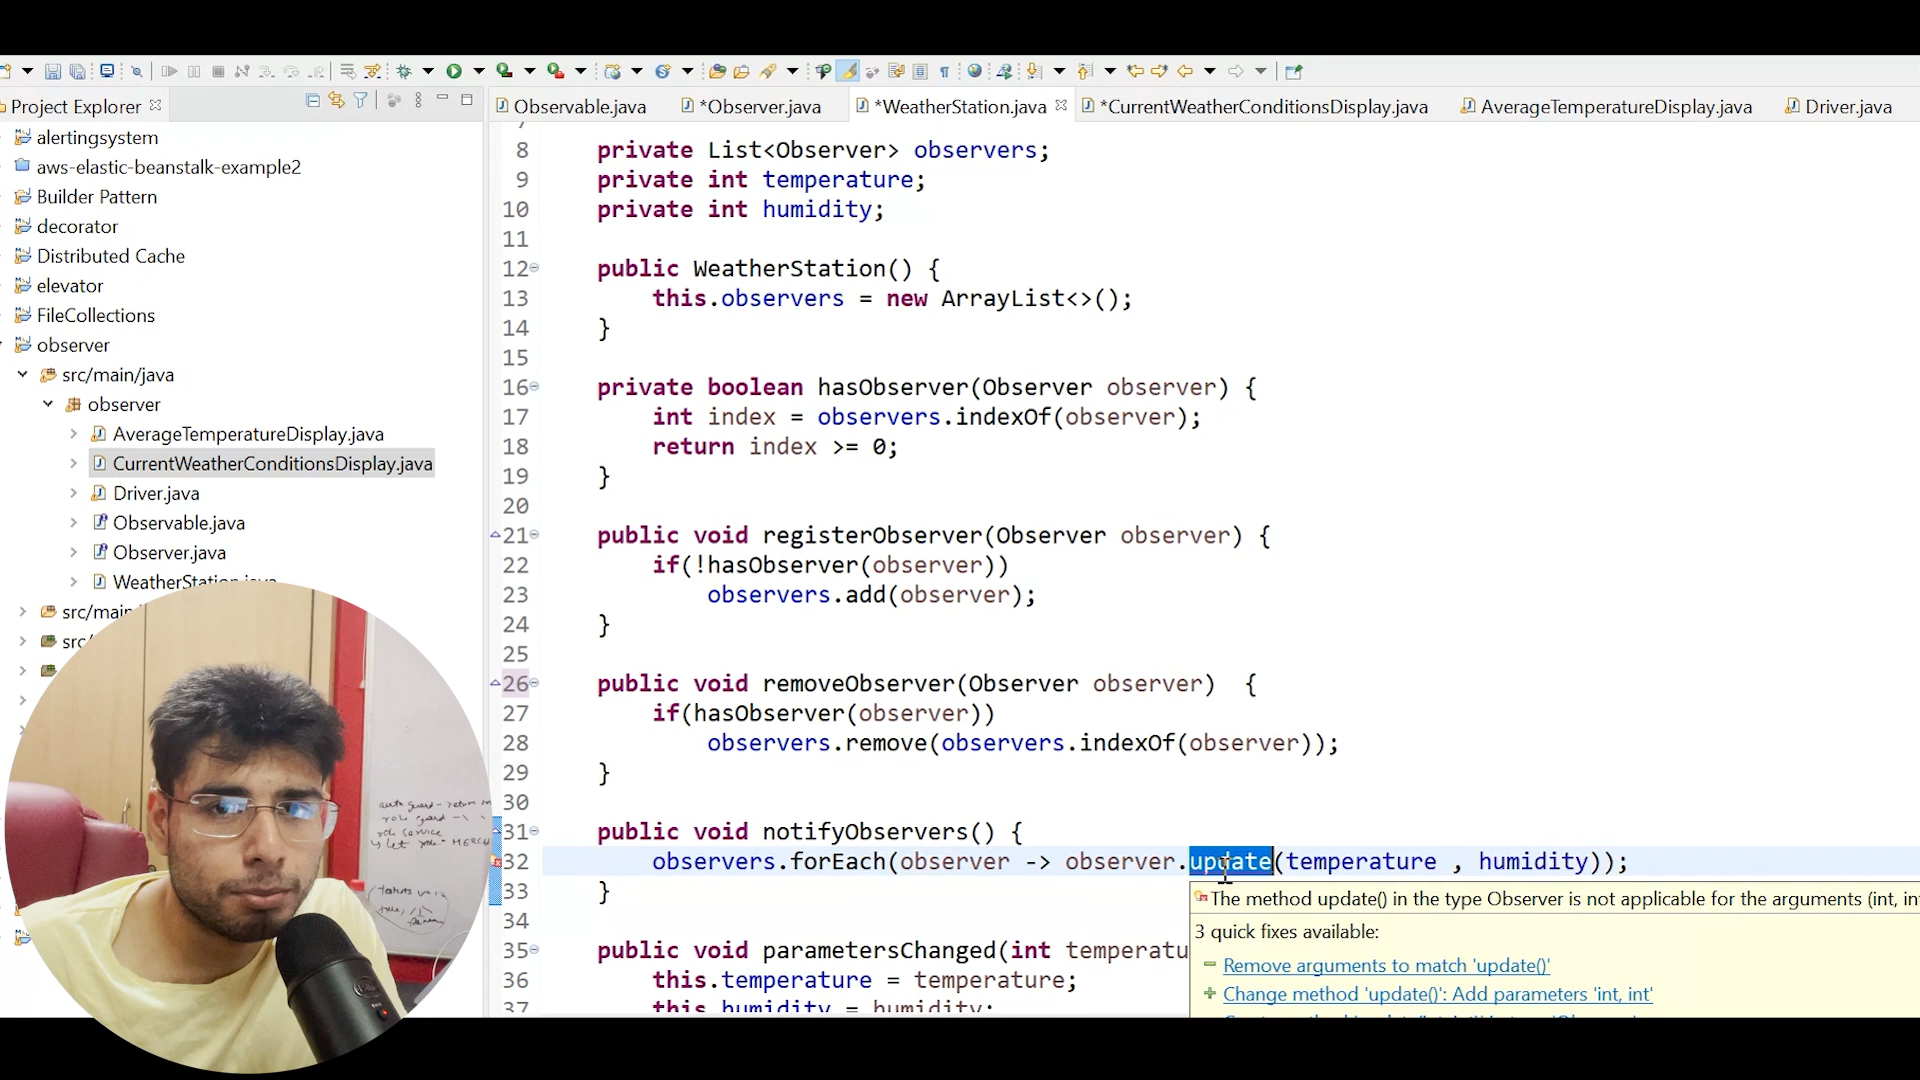 Project Explorer
Observable.java
*Observer.java
*WeatherStation.java
*CurrentWeatherConditionsDisplay.java
AverageTemperatureDisplay.java
Driver.java
alertingsystem
aws-elastic-beanstalk-example2
Builder Pattern
decorator
Distributed Cache
elevator
FileCollections
observer
src/main/java
observer
AverageTemperatureDisplay.java
CurrentWeatherConditionsDisplay.java
Driver.java
Observable.java
Observer.java
WeatherStation.java
src/main
src
8 private List<Observer> observers;
9 private int temperature;
10 private int humidity;
11
12 public WeatherStation() {
13 this.observers = new ArrayList<>();
14 }
15
16 private boolean hasObserver(Observer observer) {
17 int index = observers.indexOf(observer);
18 return index >= 0;
19 }
20
21 public void registerObserver(Observer observer) {
22 if(!hasObserver(observer))
23 observers.add(observer);
24 }
25
26 public void removeObserver(Observer observer)  {
27 if(hasObserver(observer))
28 observers.remove(observers.indexOf(observer));
29 }
30
31 public void notifyObservers() {
32 observers.forEach(observer -> observer.update(temperature , humidity));
33 }
34
35 public void parametersChanged(int temperatu
36 this.temperature = temperature;
37 this.humidity = humidity;
The method update() in the type Observer is not applicable for the arguments (int, in
3 quick fixes available:
Remove arguments to match 'update()'
Change method 'update()': Add parameters 'int, int'